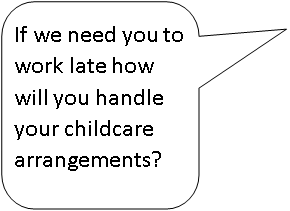 If we need you to
work late how
will you handle
your childcare
arrangements?